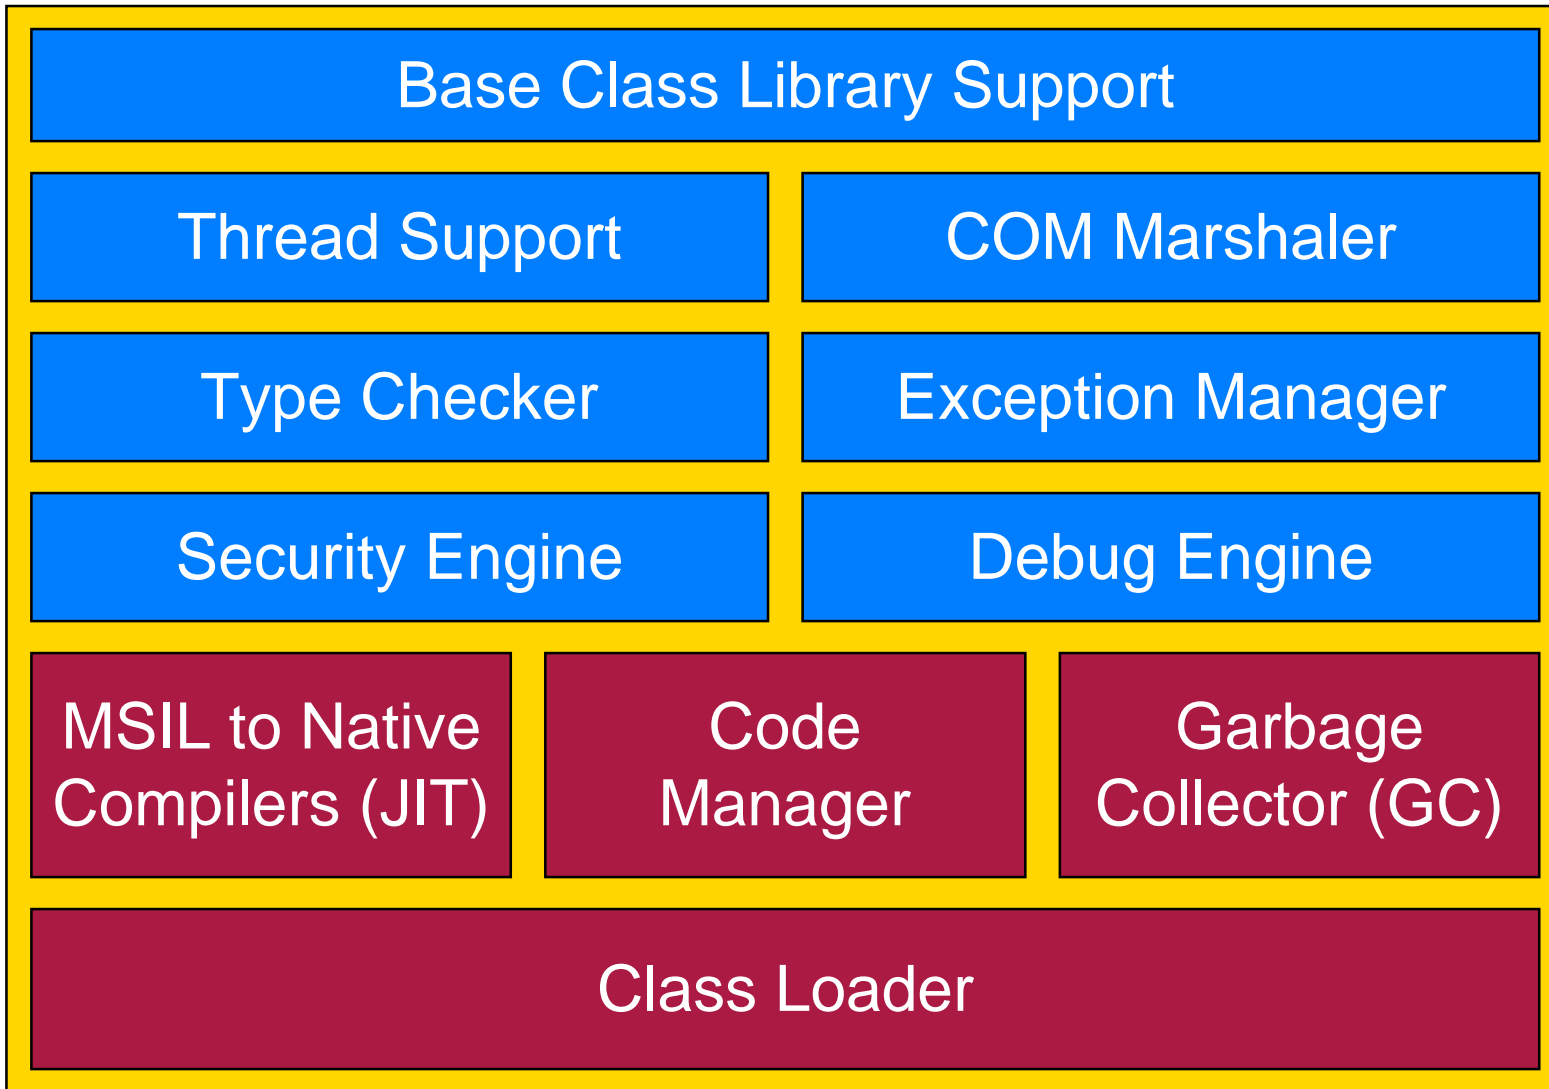 Base Class Library Support
Thread Support
COM Marshaler
Type Checker
Exception Manager
Security Engine
Debug Engine
MSIL to Native
Compilers (JIT)
Code
Manager
Garbage
Collector (GC)
Class Loader